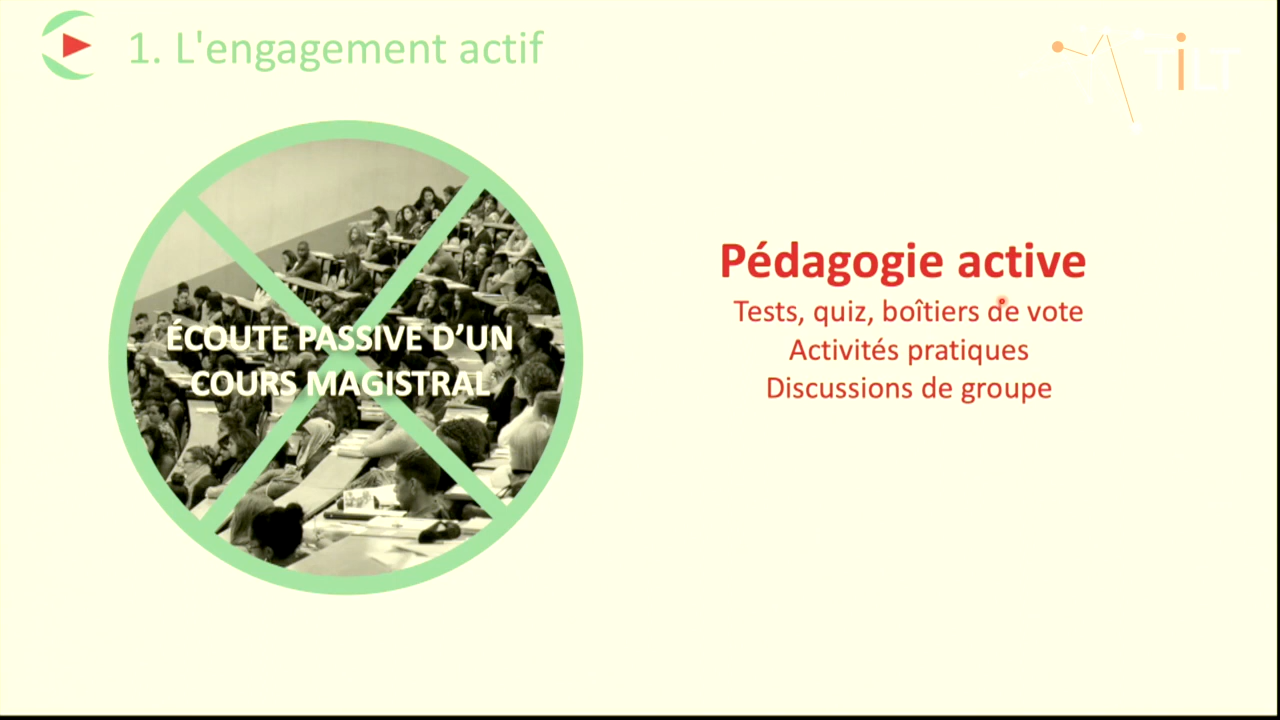 1. L'engagement actif
TiLT
ÉCOUTE PASSIVE D’UN
COURS MAGISTRAL
Pédagogie active
Tests, quiz, boîtiers de vote
Activités pratiques
Discussions de groupe